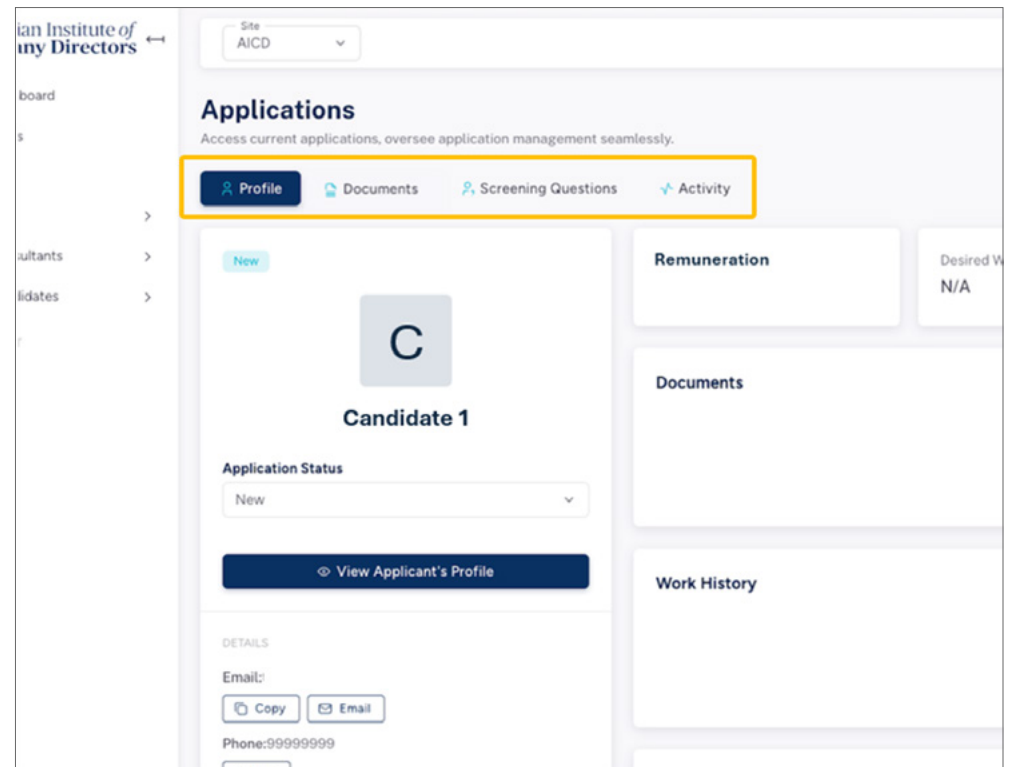 ian Institute of
any Directors
board
s
sultants
lidates
r
Site
AICD
Applications
Access current applications, oversee application management seamlessly.
Profile Documents Screening Questions Activity
New
C
Candidate 1
Application Status
New
View Applicant's Profile
DETAILS
Email:
Copy Email
Phone:99999999
Remuneration
Desired W
N/A
Documents
Work History